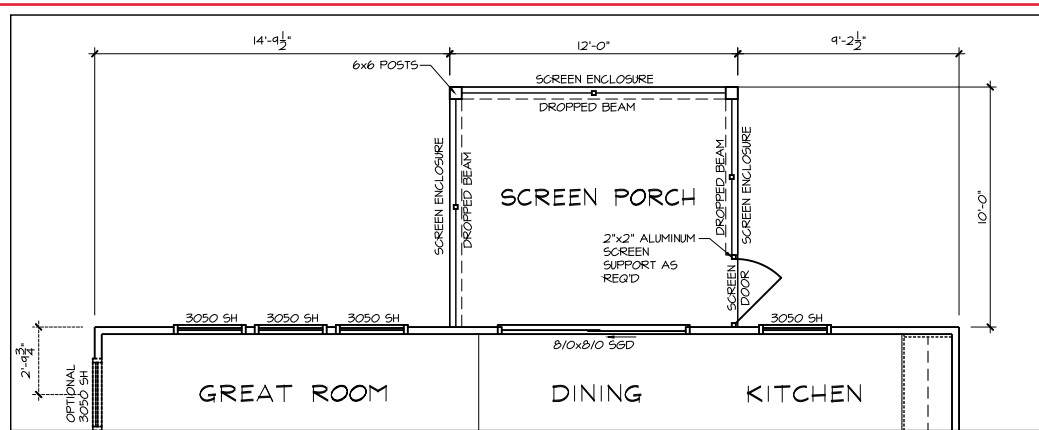 14'-9½"
12'-0"
9'-2½"
6x6 POSTS
SCREEN ENCLOSURE
DROPPED BEAM
SCREEN ENCLOSURE
DROPPED BEAM
DROPPED BEAM
SCREEN ENCLOSURE
SCREEN PORCH
10'-0"
2"x2" ALUMINUM
SCREEN
SUPPORT AS
REQ'D
SCREEN
DOOR
3050 SH
3050 SH
3050 SH
3050 SH
8/0x8/0 SGD
2'-9¾"
OPTIONAL
3050 SH
GREAT ROOM
DINING
KITCHEN